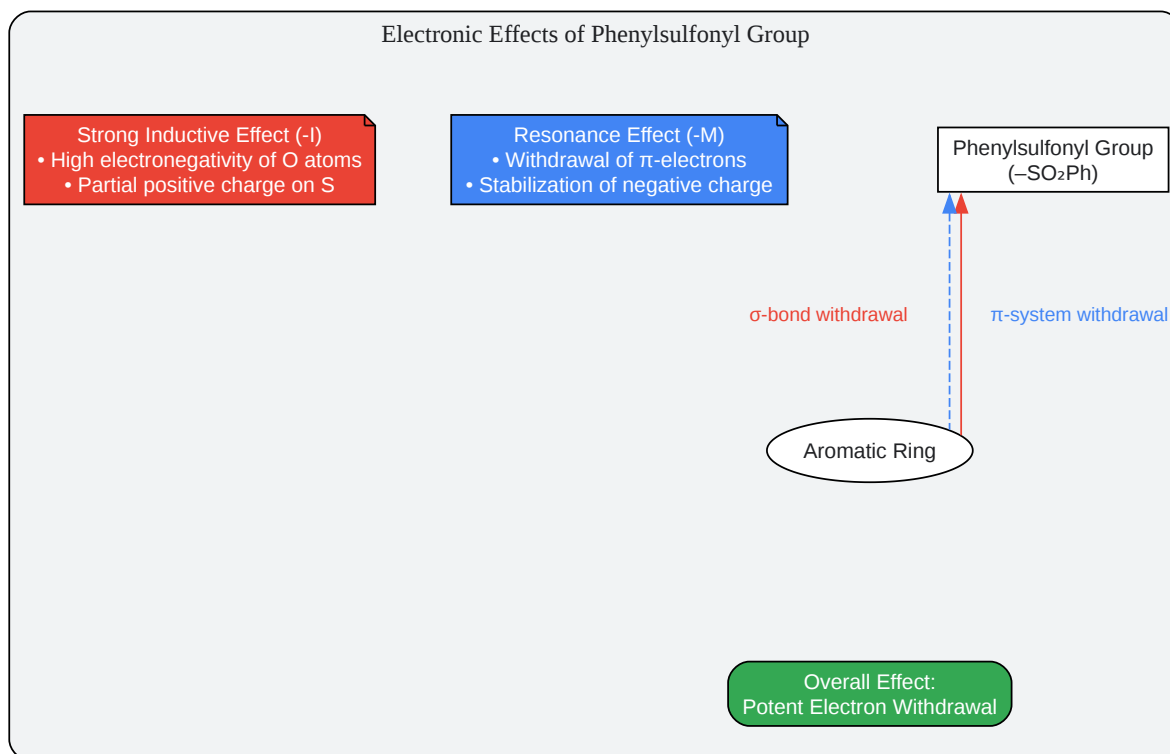 Electronic Effects of Phenylsulfonyl Group
Strong Inductive Effect (-I)
• High electronegativity of O atoms
• Partial positive charge on S
Resonance Effect (-M)
• Withdrawal of π-electrons
• Stabilization of negative charge
Phenylsulfonyl Group
(–SO₂Ph)
σ-bond withdrawal
π-system withdrawal
Aromatic Ring
Overall Effect:
Potent Electron Withdrawal